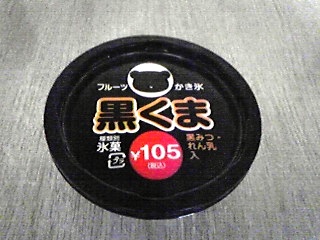 フルーツ かき氷
黒くま
種類別
氷菓
¥105
(税込)
黒みつ・
れん乳
入